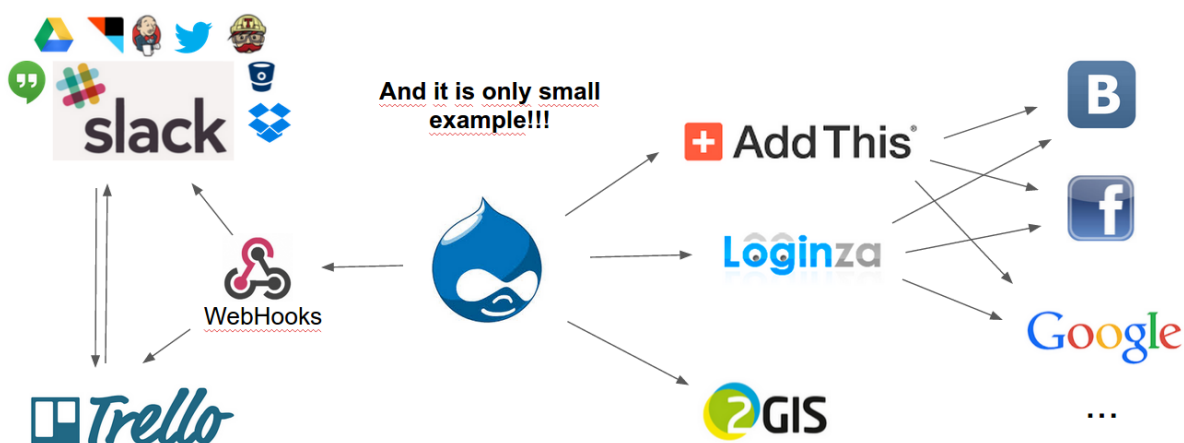 slack
And it is only small
example!!!
AddThis®
B
f
Loginza
WebHooks
Google
Trello
2GIS
...